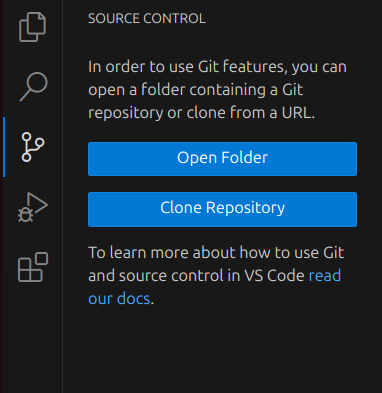 SOURCE CONTROL
In order to use Git features, you can
open a folder containing a Git
repository or clone from a URL.
Open Folder
Clone Repository
To learn more about how to use Git
and source control in VS Code read
our docs.